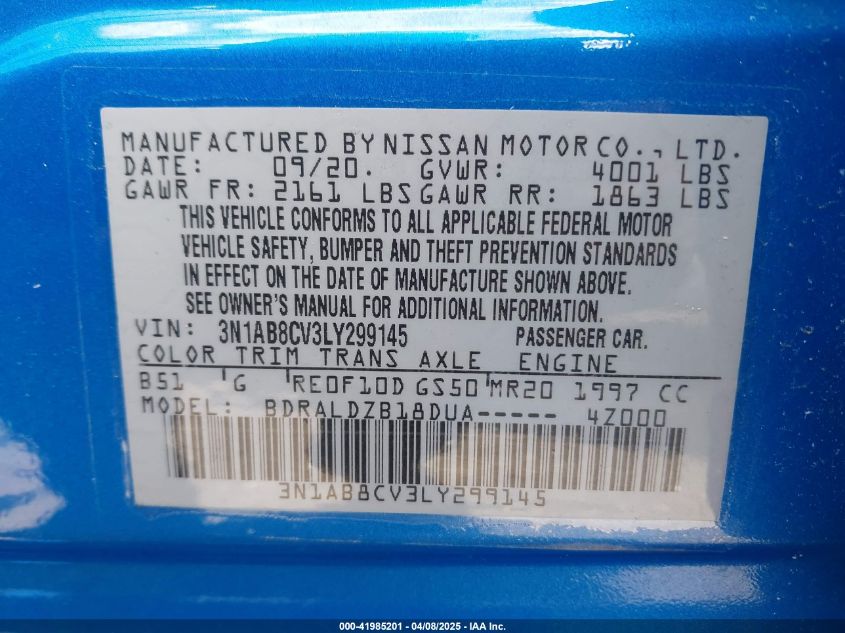 MANUFACTURED BY NISSAN MOTOR CO., LTD.
DATE: 09/20. GVWR: 4001 LBS
GAWR FR: 2161 LBS GAWR RR: 1863 LBS
THIS VEHICLE CONFORMS TO ALL APPLICABLE FEDERAL MOTOR
VEHICLE SAFETY, BUMPER AND THEFT PREVENTION STANDARDS
IN EFFECT ON THE DATE OF MANUFACTURE SHOWN ABOVE.
SEE OWNER'S MANUAL FOR ADDITIONAL INFORMATION.
VIN: 3N1AB8CV3LY299145 PASSENGER CAR.
COLOR TRIM TRANS AXLE ENGINE
B51 G RE0F10D GS50 MR20 1997 CC
MODEL: BDRALDZB18DUA----- 4Z000
3N1AB8CV3LY299145
000-41985201 - 04/08/2025 - IAA Inc.